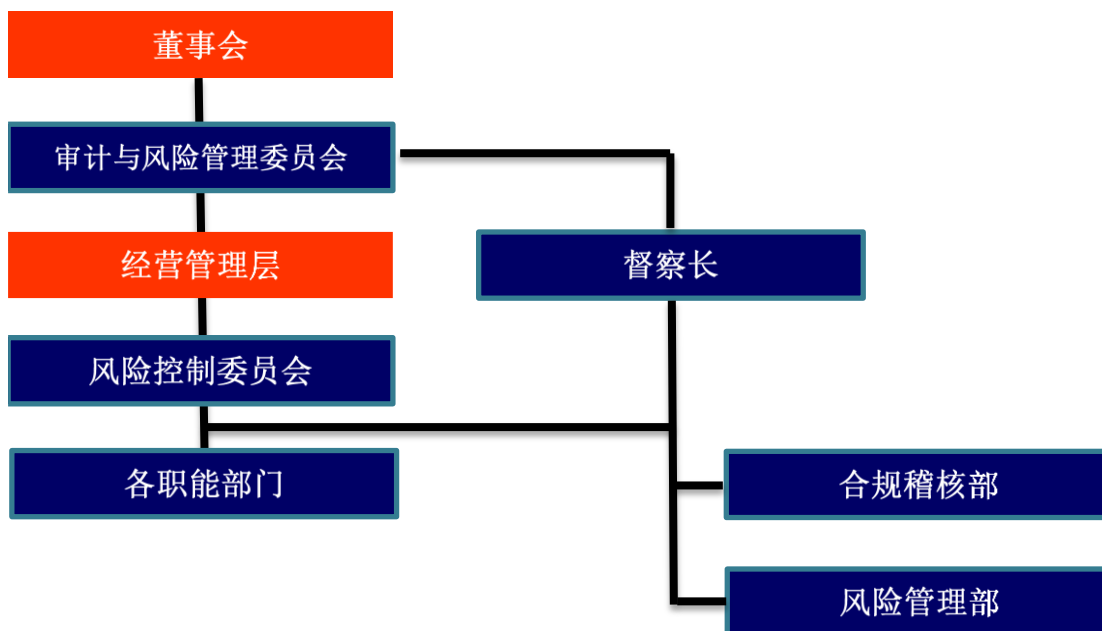 董事会
审计与风险管理委员会
经营管理层
督察长
风险控制委员会
各职能部门
合规稽核部
风险管理部